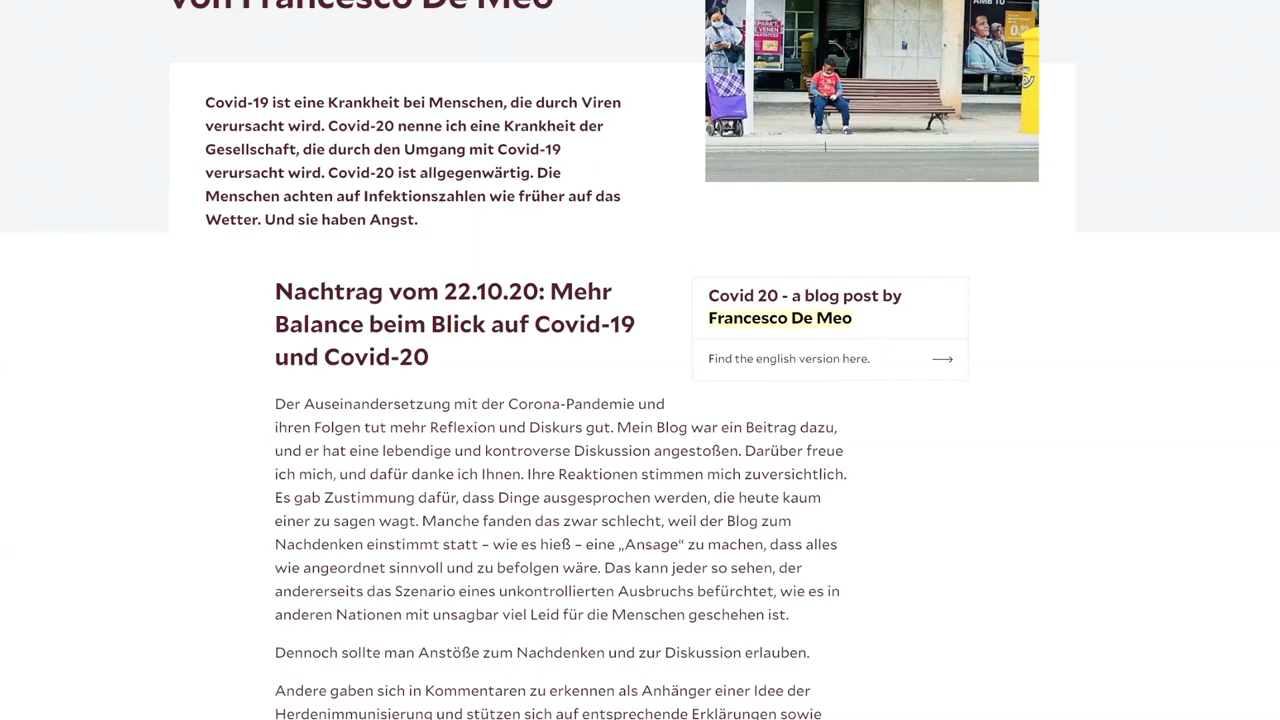 von Francesco De Meo
AMB TU
SEPARA'T,
Covid-19 ist eine Krankheit bei Menschen, die durch Viren
verursacht wird. Covid-20 nenne ich eine Krankheit der
Gesellschaft, die durch den Umgang mit Covid-19
verursacht wird. Covid-20 ist allgegenwärtig. Die
Menschen achten auf Infektionszahlen wie früher auf das
Wetter. Und sie haben Angst.
Nachtrag vom 22.10.20: Mehr
Balance beim Blick auf Covid-19
und Covid-20
Covid 20 - a blog post by
Francesco De Meo
Find the english version here.
Der Auseinandersetzung mit der Corona-Pandemie und
ihren Folgen tut mehr Reflexion und Diskurs gut. Mein Blog war ein Beitrag dazu,
und er hat eine lebendige und kontroverse Diskussion angestoßen. Darüber freue
ich mich, und dafür danke ich Ihnen. Ihre Reaktionen stimmen mich zuversichtlich.
Es gab Zustimmung dafür, dass Dinge ausgesprochen werden, die heute kaum
einer zu sagen wagt. Manche fanden das zwar schlecht, weil der Blog zum
Nachdenken einstimmt statt – wie es hieß – eine „Ansage“ zu machen, dass alles
wie angeordnet sinnvoll und zu befolgen wäre. Das kann jeder so sehen, der
andererseits das Szenario eines unkontrollierten Ausbruchs befürchtet, wie es in
anderen Nationen mit unsagbar viel Leid für die Menschen geschehen ist.
Dennoch sollte man Anstöße zum Nachdenken und zur Diskussion erlauben.
Andere gaben sich in Kommentaren zu erkennen als Anhänger einer Idee der
Herdenimmunisierung und stützen sich auf entsprechende Erklärungen sowie